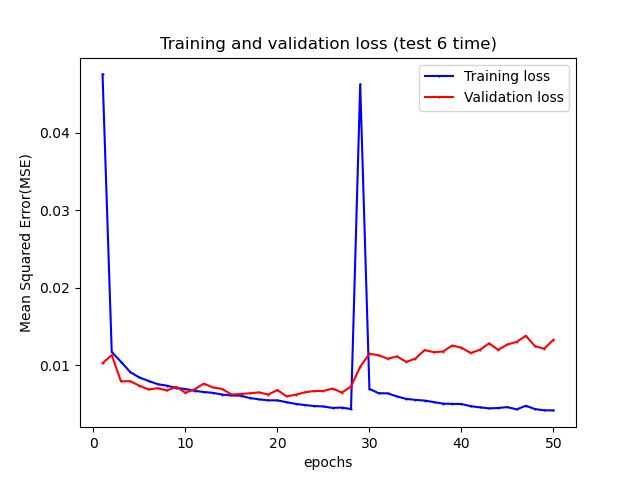 Training and validation loss (test 6 time)
Training loss
Validation loss
0.04
0.03
0.02
0.01
Mean Squared Error(MSE)
0
10
20
30
40
50
epochs